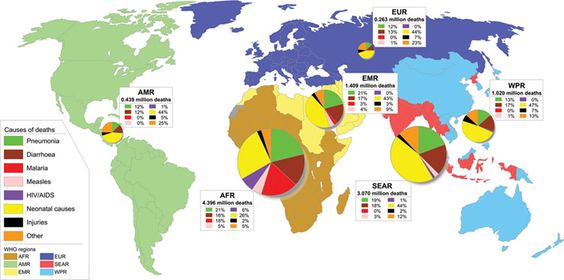 EUR
0.263 million deaths
12% 0%
13% 44%
0% 7%
1% 23%
AMR
0.439 million deaths
12% 1%
12% 44%
0% 5%
0% 25%
EMR
1.409 million deaths
21% 0%
17% 43%
3% 3%
4% 9%
WPR
1.020 million deaths
13% 0%
17% 47%
0% 7%
1% 13%
Causes of deaths
Pneumonia
Diarrhoea
Malaria
Measles
HIV/AIDS
Neonatal causes
Injuries
Other
AFR
4.396 million deaths
21% 6%
16% 26%
18% 2%
5% 5%
SEAR
3.070 million deaths
19% 1%
18% 44%
0% 2%
3% 12%
WHO regions
AFR EUR
AMR SEAR
EMR WPR